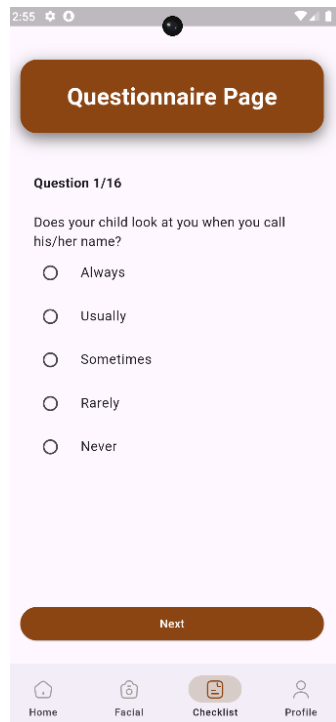 2:55
Questionnaire Page
Question 1/16
Does your child look at you when you call
his/her name?
Always
Usually
Sometimes
Rarely
Never
Next
Home Facial Checklist Profile